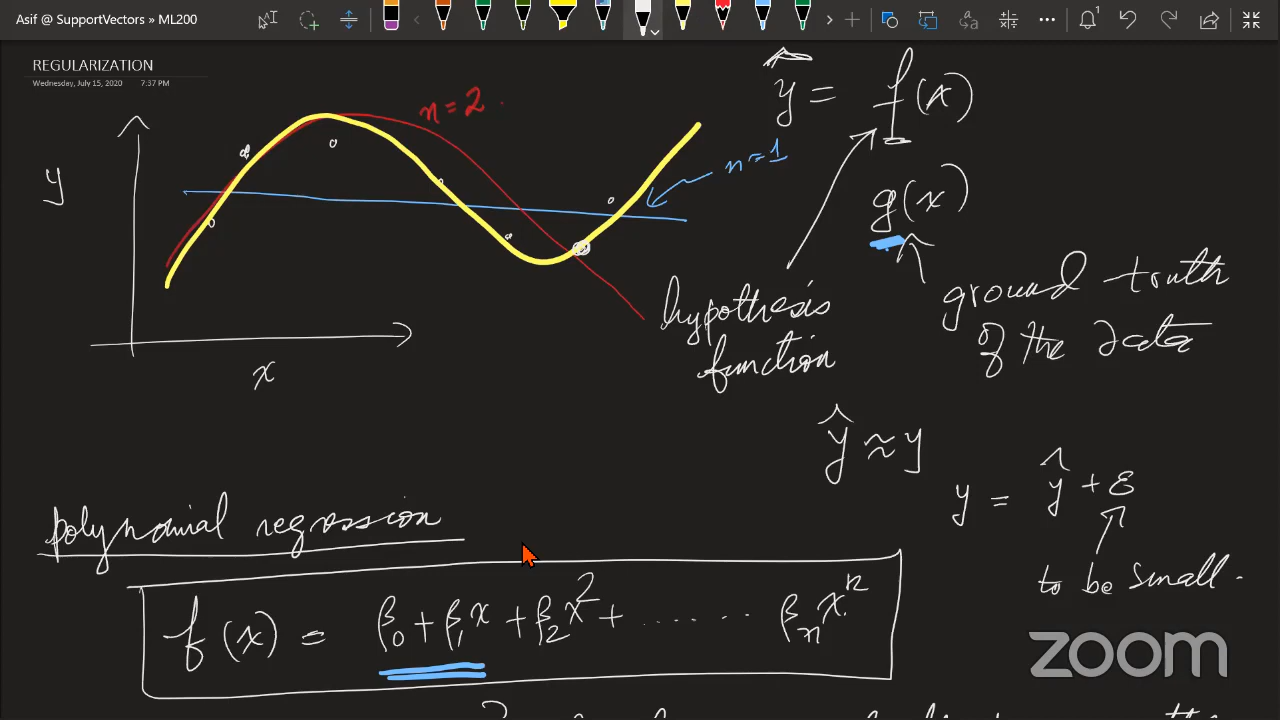 Asif @ SupportVectors » ML200
REGULARIZATION
Wednesday, July 15, 2020 7:37 PM
n=2
n=1
y
x
ŷ = f(x)
g(x)
hypothesis
function
ground truth
of the data
ŷ ≈ y
y = ŷ + ε
to be small.
polynomial regression
f(x) = β₀ + β₁x + β₂x² + ...... βₙxⁿ
zoom